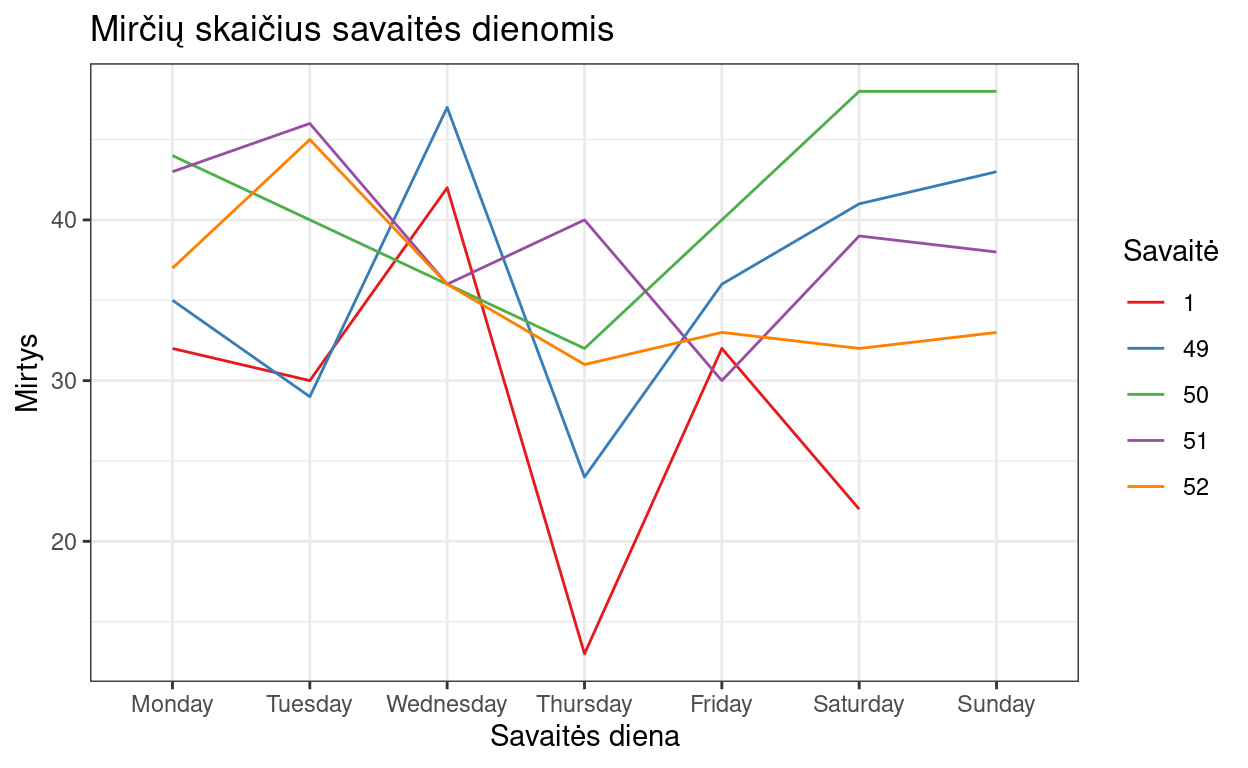 Mirčių skaičius savaitės dienomis
Mirtys
40
30
20
Monday Tuesday Wednesday Thursday Friday Saturday Sunday
Savaitės diena
Savaitė
1
49
50
51
52